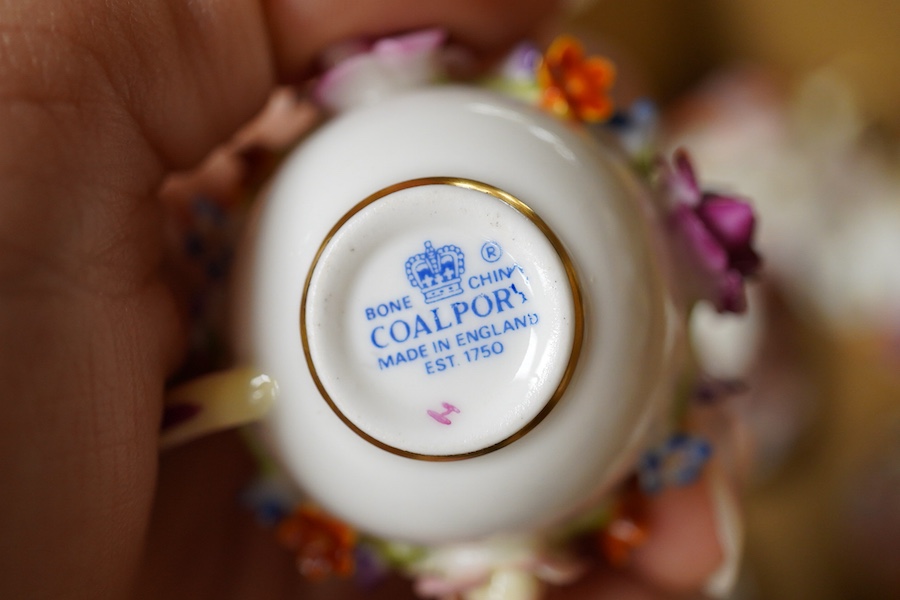 ®
BONE CHINA
COALPORT
MADE IN ENGLAND
EST. 1750
H